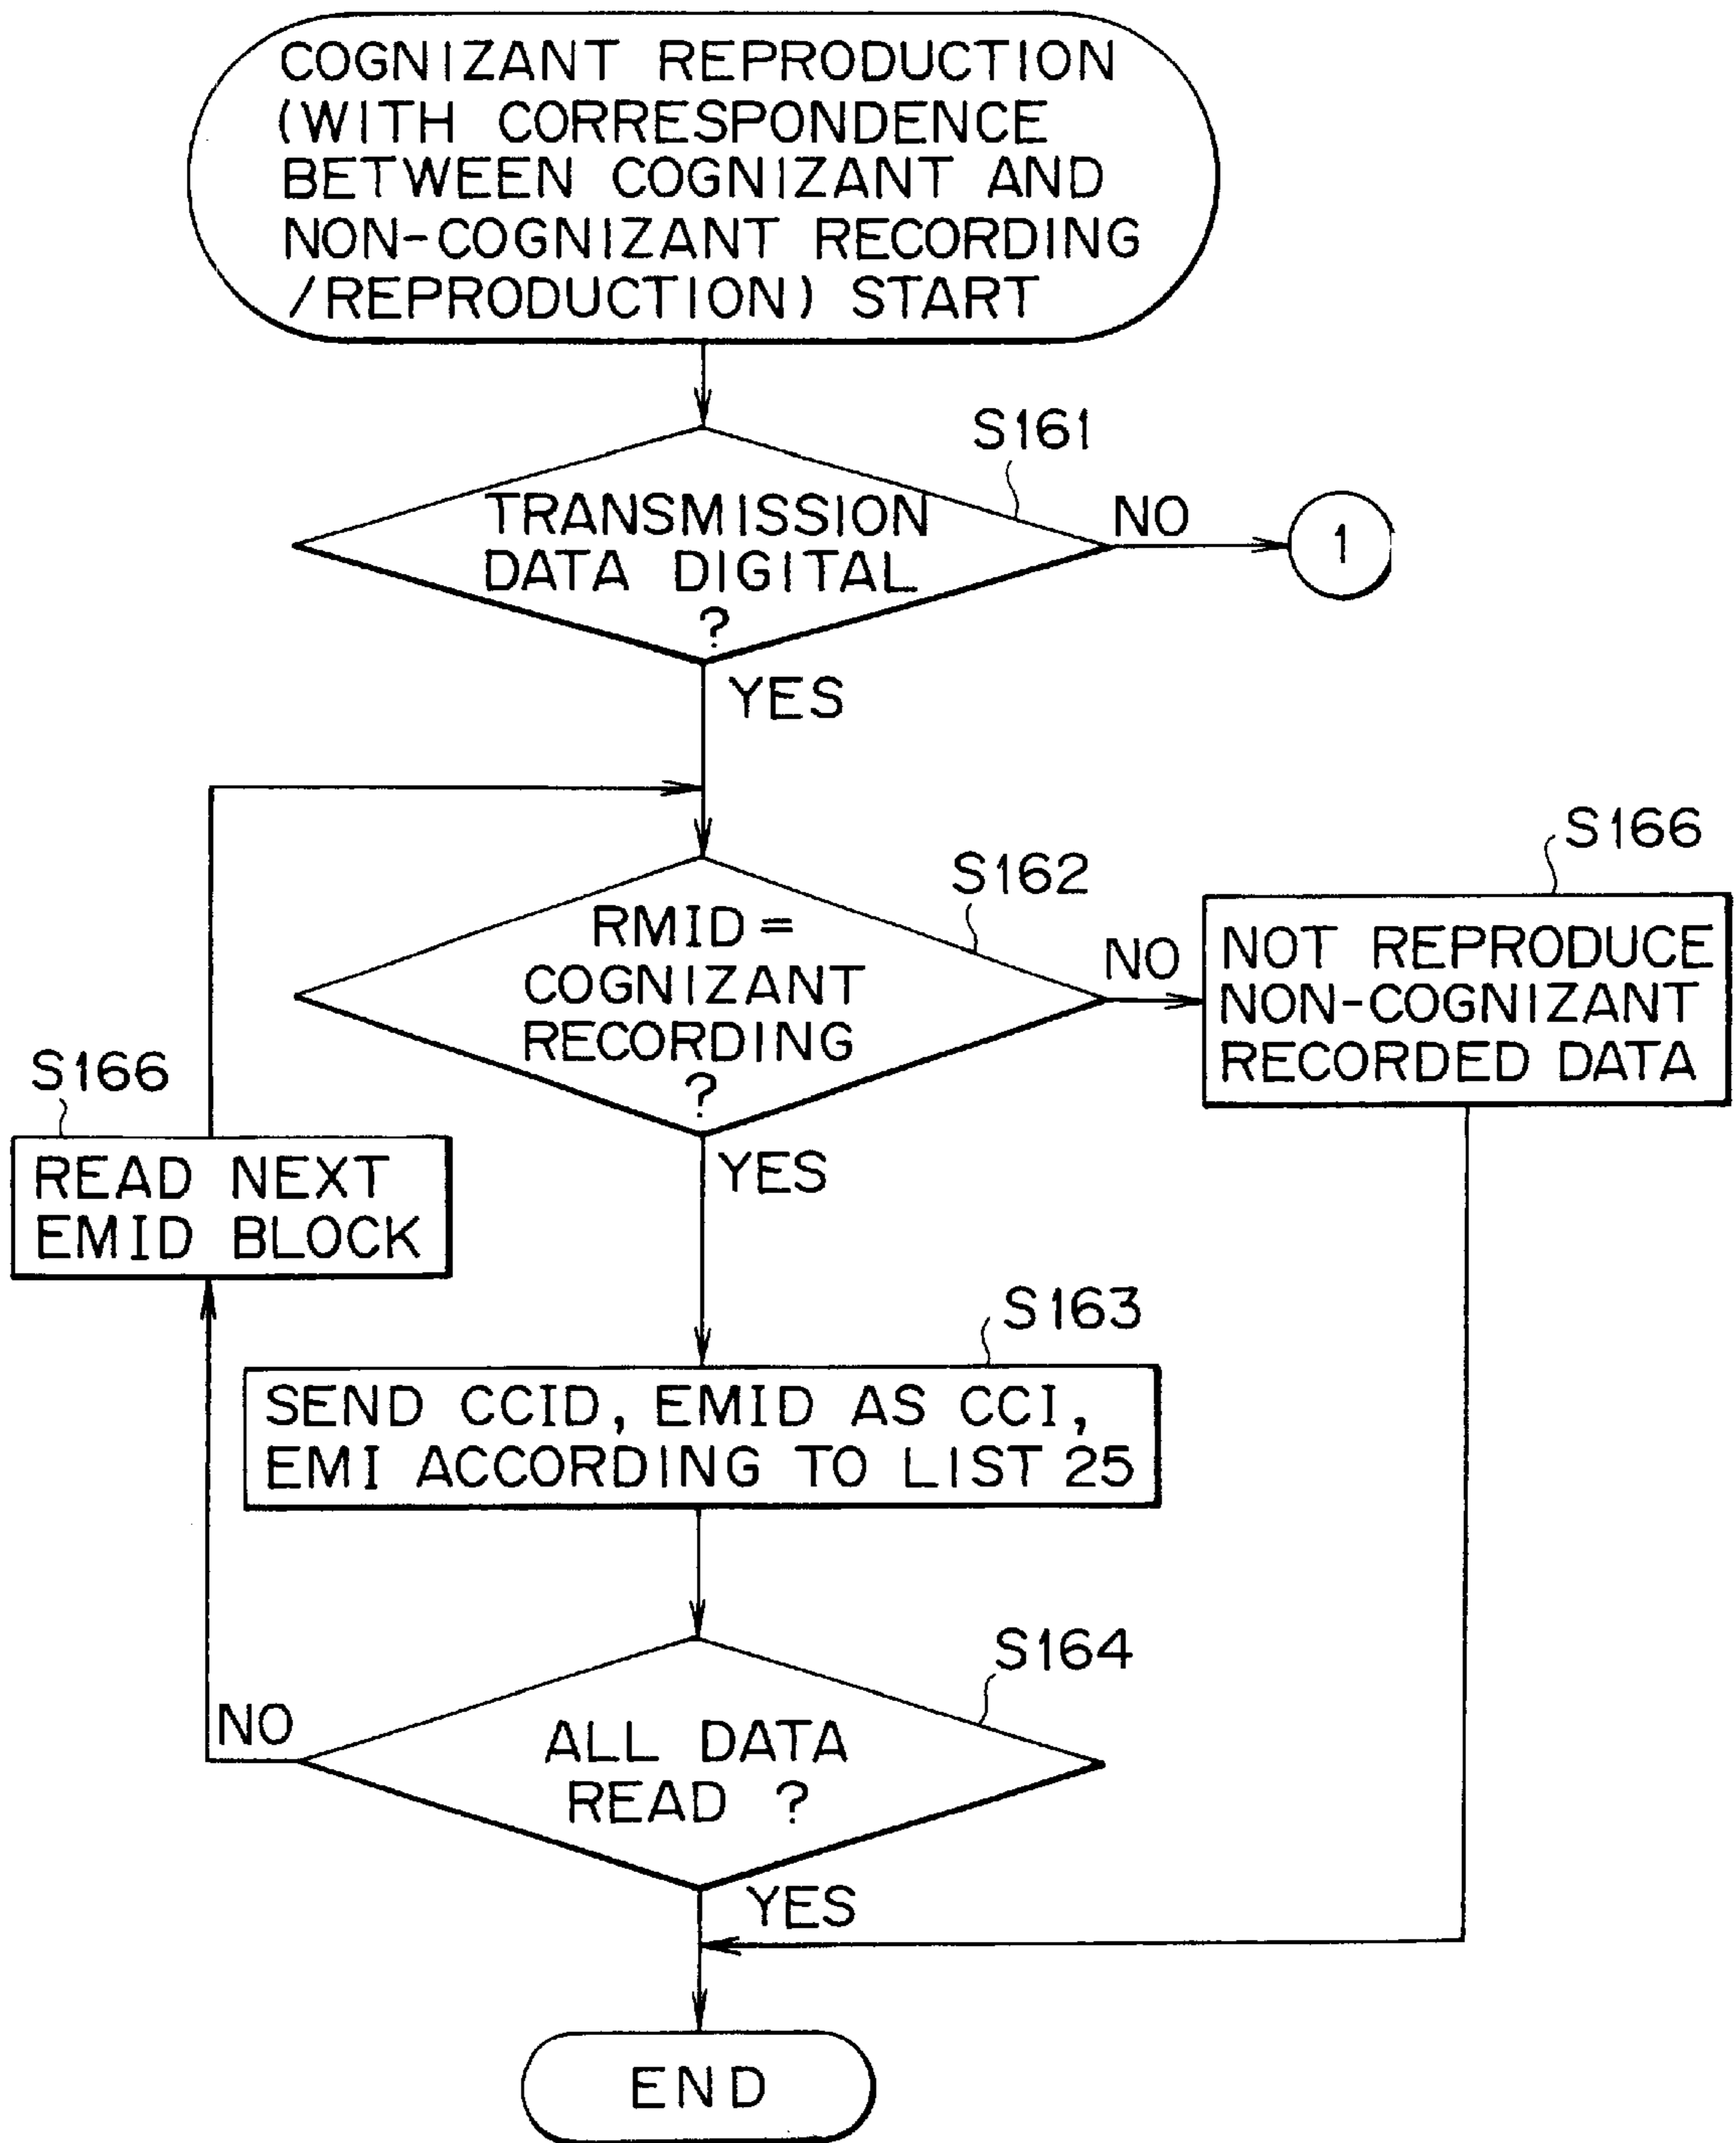 COGNIZANT REPRODUCTION
(WITH CORRESPONDENCE
BETWEEN COGNIZANT AND
NON-COGNIZANT RECORDING
/REPRODUCTION) START
S161
TRANSMISSION
DATA DIGITAL
?
NO
1
YES
S162
RMID=
COGNIZANT
RECORDING
?
NO
S166
NOT REPRODUCE
NON-COGNIZANT
RECORDED DATA
S166
READ NEXT
EMID BLOCK
YES
S163
SEND CCID, EMID AS CCI,
EMI ACCORDING TO LIST 25
S164
ALL DATA
READ ?
NO
YES
END